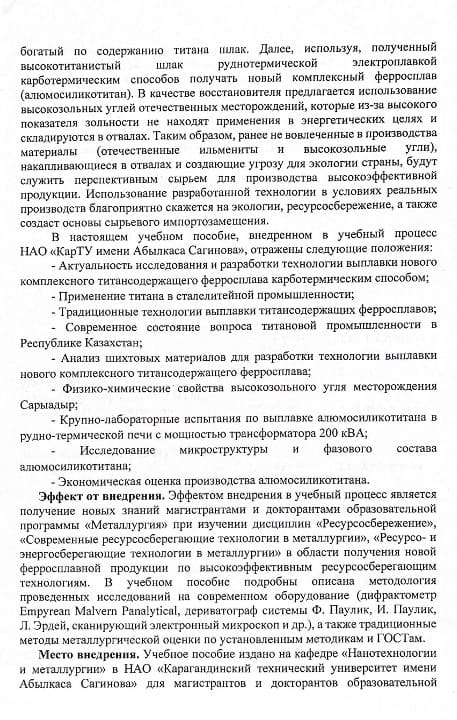 богатый по содержанию титана шлак. Далее, используя, полученный
высокотитанистый шлак руднотермической электроплавкой
карботермическим способов получать новый комплексный ферросплав
(алюмосиликотитан). В качестве восстановителя предлагается использование
высокозольных углей отечественных месторождений, которые из-за высокого
показателя зольности не находят применения в энергетических целях и
складируются в отвалах. Таким образом, ранее не вовлеченные в производства
материалы (отечественные ильмениты и высокозольные угли),
накапливающиеся в отвалах и создающие угрозу для экологии страны, будут
служить перспективным сырьем для производства высокоэффективной
продукции. Использование разработанной технологии в условиях реальных
производств благоприятно скажется на экологии, ресурсосбережение, а также
создаст основы сырьевого импортозамещения.
В настоящем учебном пособие, внедренном в учебный процесс
НАО «КарТУ имени Абылкаса Сагинова», отражены следующие положения:
- Актуальность исследования и разработки технологии выплавки нового
комплексного титансодержащего ферросплава карботермическим способом;
- Применение титана в сталелитейной промышленности;
- Традиционные технологии выплавки титансодержащих ферросплавов;
- Современное состояние вопроса титановой промышленности в
Республике Казахстан;
- Анализ шихтовых материалов для разработки технологии выплавки
нового комплексного титансодержащего ферросплава;
- Физико-химические свойства высокозольного угля месторождения
Сарыадыр;
- Крупно-лабораторные испытания по выплавке алюмосиликотитана в
рудно-термической печи с мощностью трансформатора 200 кВА;
- Исследование микроструктуры и фазового состава
алюмосиликотитана;
- Экономическая оценка производства алюмосиликотитана.
Эффект от внедрения. Эффектом внедрения в учебный процесс является
получение новых знаний магистрантами и докторантами образовательной
программы «Металлургия» при изучении дисциплин «Ресурсосбережение»,
«Современные ресурсосберегающие технологии в металлургии», «Ресурсо- и
энергосберегающие технологии в металлургии» в области получения новой
ферросплавной продукции по высокоэффективным ресурсосберегающим
технологиям. В учебном пособие подробны описана методология
проведенных исследований на современном оборудование (дифрактометр
Empyrean Malvern Panalytical, дериватограф системы Ф. Паулик, И. Паулик,
Л. Эрдей, сканирующий электронный микроскоп и др.), а также традиционные
методы металлургической оценки по установленным методикам и ГОСТам.
Место внедрения. Учебное пособие издано на кафедре «Нанотехнологии
и металлургии» в НАО «Карагандинский технический университет имени
Абылкаса Сагинова» для магистрантов и докторантов образовательной